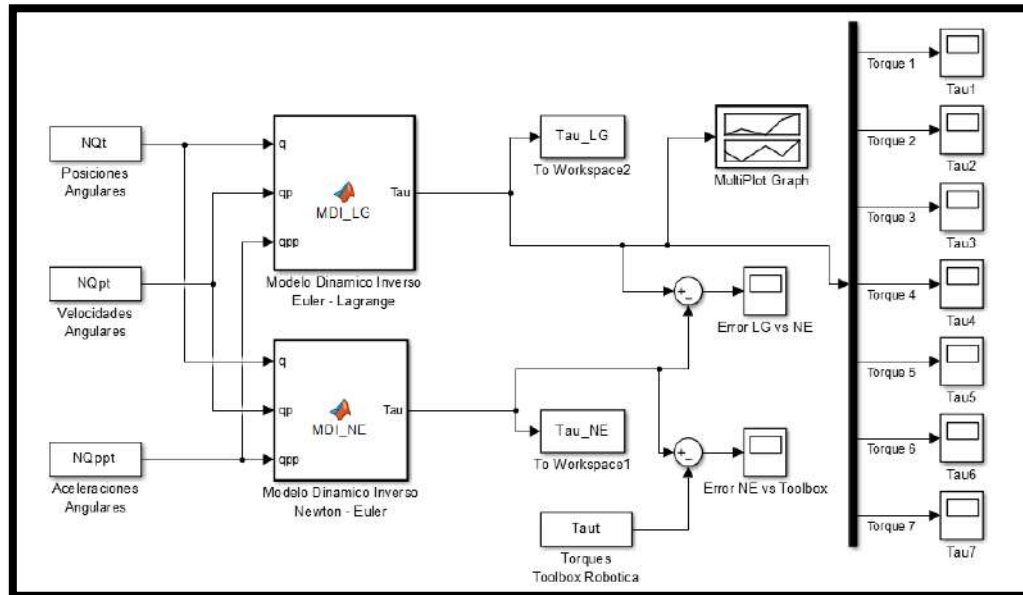 NQt
Posiciones
Angulares
NQpt
Velocidades
Angulares
NQppt
Aceleraciones
Angulares
q
qp
qpp
MDI_LG
Tau
Modelo Dinamico Inverso
Euler - Lagrange
q
qp
qpp
MDI_NE
Tau
Modelo Dinamico Inverso
Newton - Euler
Tau_LG
To Workspace2
MultiPlot Graph
Error LG vs NE
Tau_NE
To Workspace1
Error NE vs Toolbox
Taut
Torques
Toolbox Robotica
Torque 1
Tau1
Torque 2
Tau2
Torque 3
Tau3
Torque 4
Tau4
Torque 5
Tau5
Torque 6
Tau6
Torque 7
Tau7